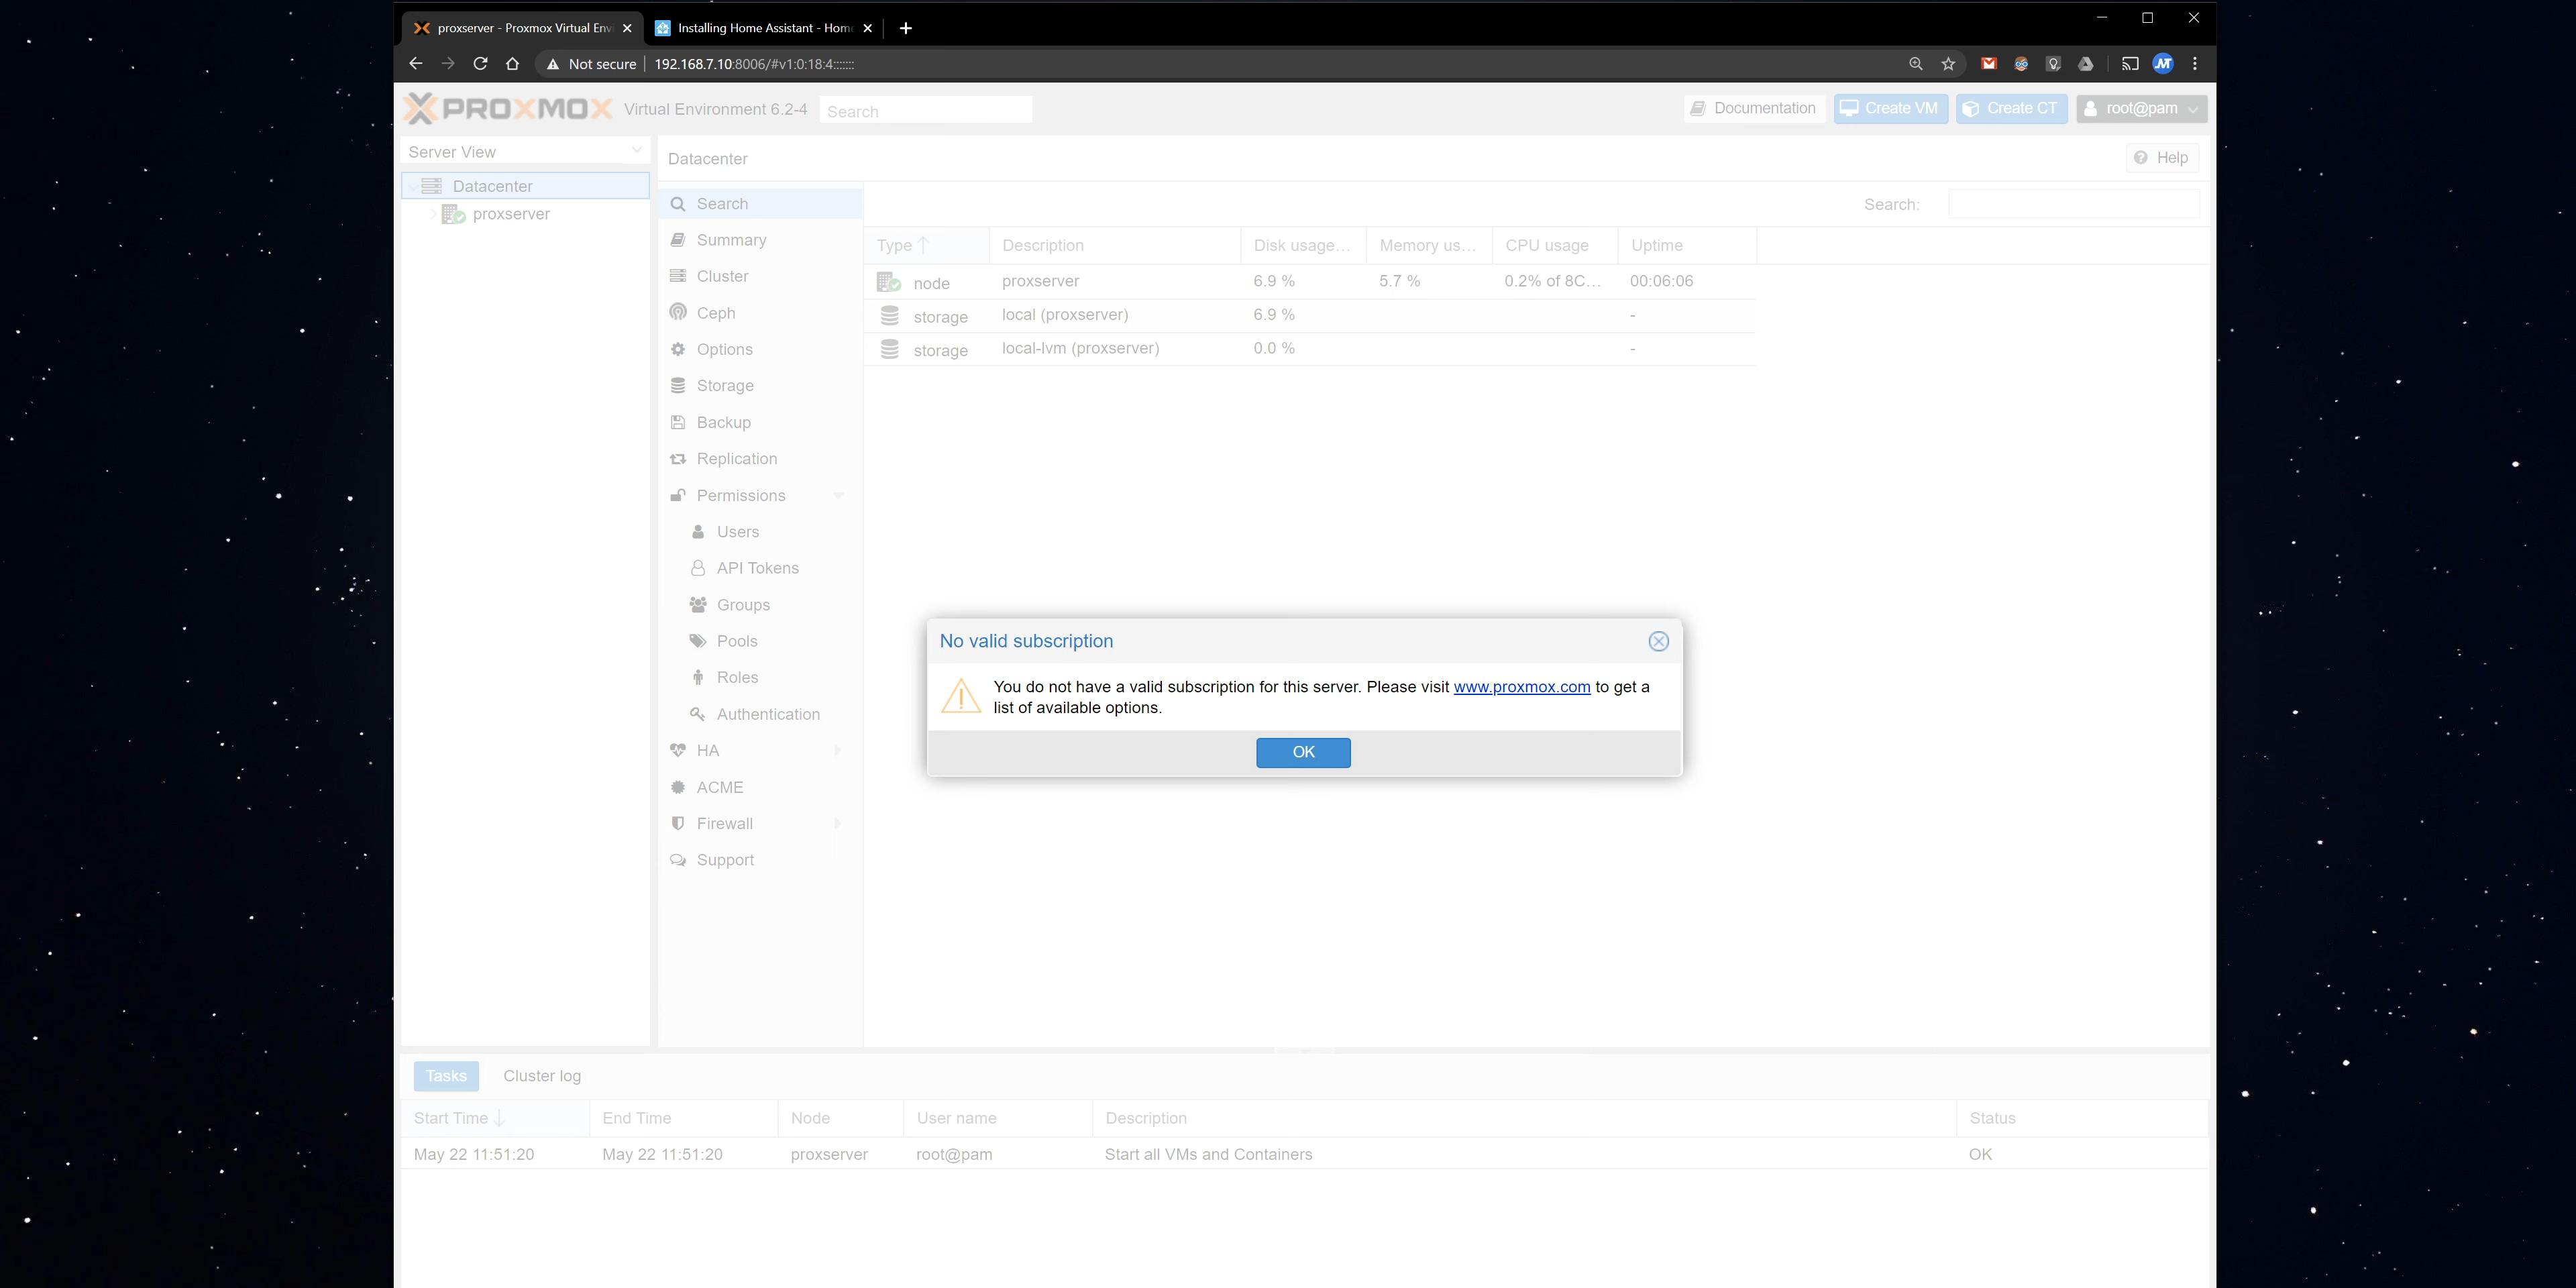 proxserver - Proxmox Virtual Envi
Installing Home Assistant - Home
Not secure
192.168.7.10:8006/#v1:0:18:4:::::::
PROXMOX
Virtual Environment 6.2-4
Search
Documentation
Create VM
Create CT
root@pam
Server View
Datacenter
proxserver
Datacenter
Help
Search
Summary
Cluster
Ceph
Options
Storage
Backup
Replication
Permissions
Users
API Tokens
Groups
Pools
Roles
Authentication
HA
ACME
Firewall
Support
Search:
Type Description Disk usage... Memory us... CPU usage Uptime
node proxserver 6.9 % 5.7 % 0.2% of 8C... 00:06:06
storage local (proxserver) 6.9 % -
storage local-lvm (proxserver) 0.0 % -
No valid subscription
You do not have a valid subscription for this server. Please visit www.proxmox.com to get a
list of available options.
OK
Tasks Cluster log
Start Time End Time Node User name Description Status
May 22 11:51:20 May 22 11:51:20 proxserver root@pam Start all VMs and Containers OK